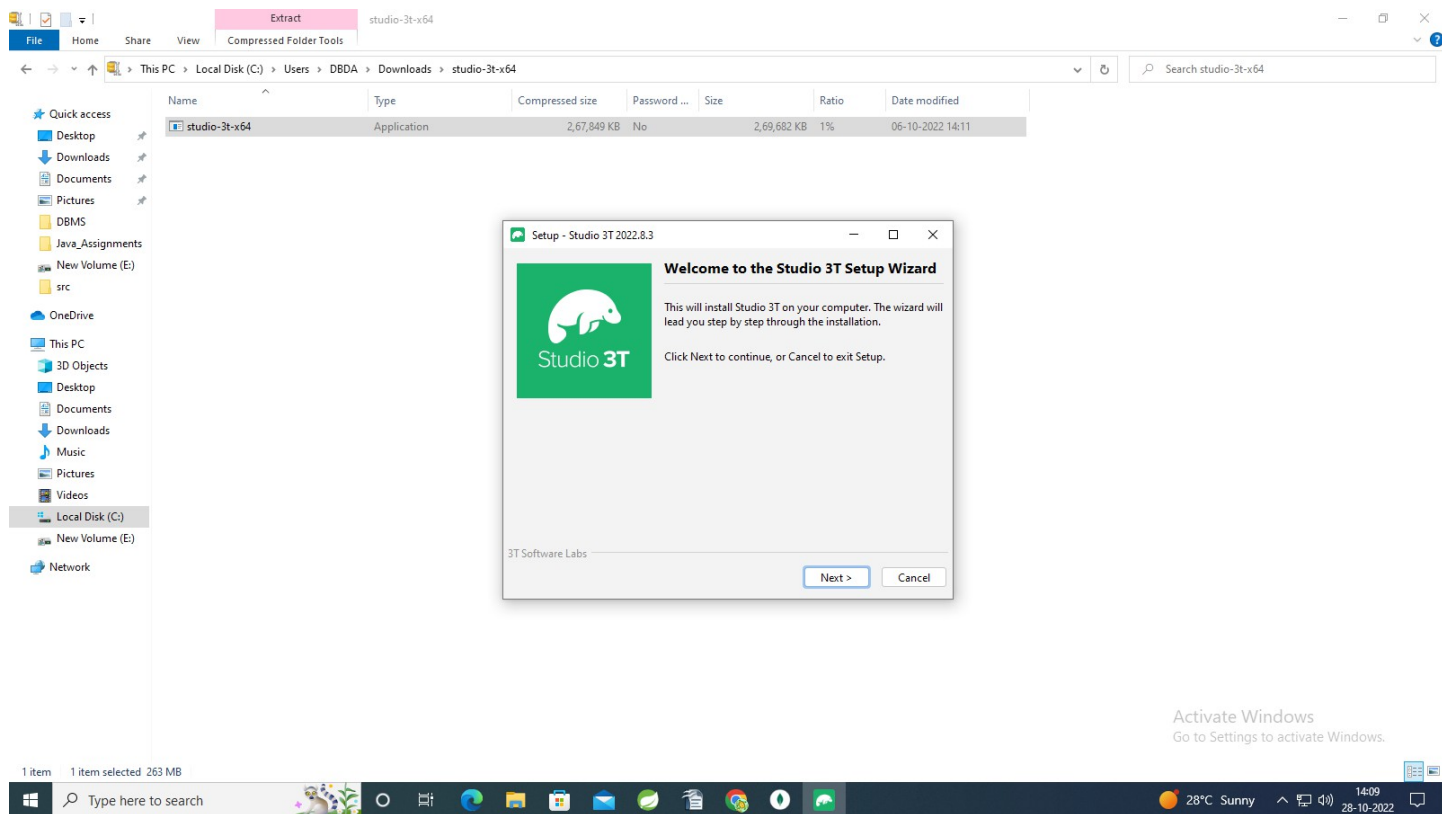 Extract
studio-3t-x64
File Home Share View Compressed Folder Tools
This PC > Local Disk (C:) > Users > DBDA > Downloads > studio-3t-x64
Search studio-3t-x64
Name Type Compressed size Password ... Size Ratio Date modified
studio-3t-x64 Application 2,67,849 KB No 2,69,682 KB 1% 06-10-2022 14:11
Quick access
Desktop
Downloads
Documents
Pictures
DBMS
Java_Assignments
New Volume (E:)
src
OneDrive
This PC
3D Objects
Desktop
Documents
Downloads
Music
Pictures
Videos
Local Disk (C:)
New Volume (E:)
Network
Setup - Studio 3T 2022.8.3
Studio 3T
Welcome to the Studio 3T Setup Wizard
This will install Studio 3T on your computer. The wizard will
lead you step by step through the installation.
Click Next to continue, or Cancel to exit Setup.
3T Software Labs
Next > Cancel
Activate Windows
Go to Settings to activate Windows.
1 item 1 item selected 263 MB
Type here to search
28°C Sunny
14:09
28-10-2022